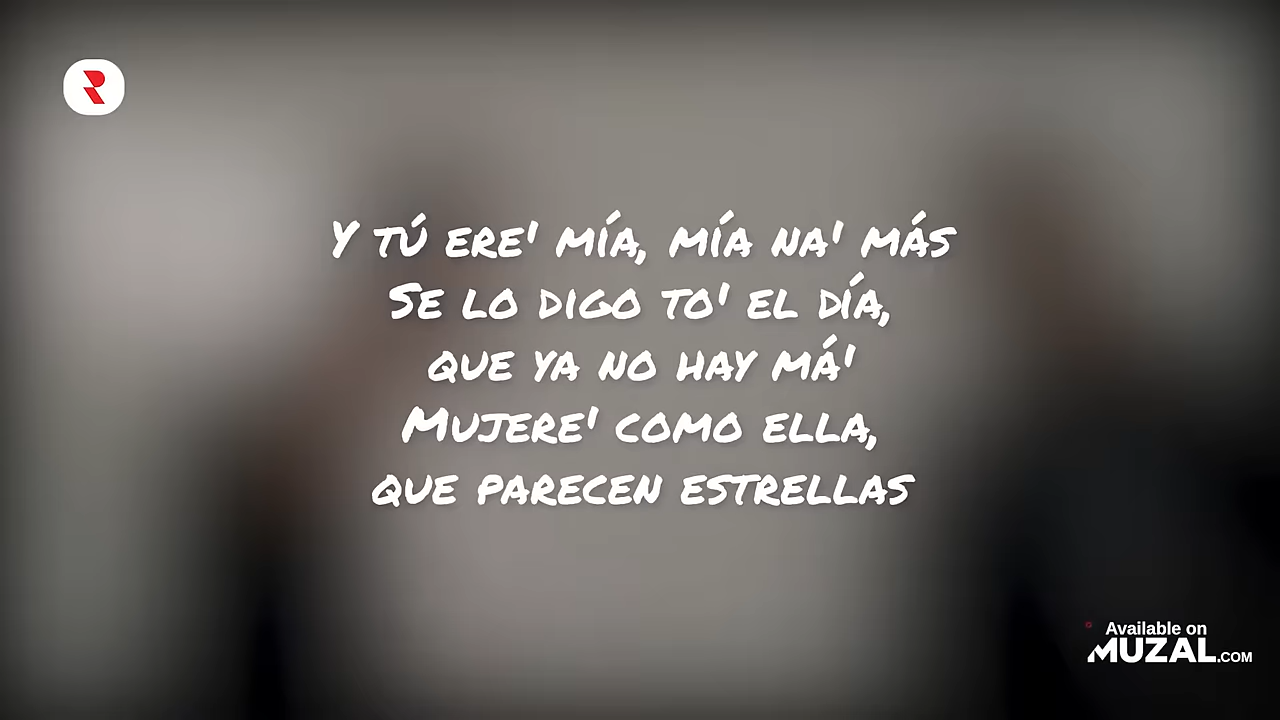 Y tú ere' mía, mía na' más
Se lo digo to' el día,
que ya no hay má'
Mujere' como ella,
que parecen estrellas
Available on
MUZAL.COM